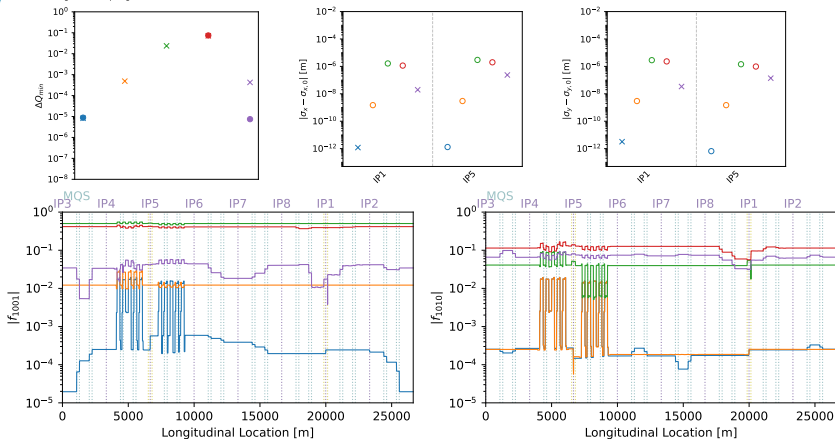 10⁰
10⁻¹
10⁻²
10⁻³
10⁻⁴
10⁻⁵
10⁻⁶
10⁻⁷
10⁻⁸
ΔQmin
10⁻²
10⁻⁴
10⁻⁶
10⁻⁸
10⁻¹⁰
10⁻¹²
|σx − σx,0| [m]
IP1
IP5
10⁻²
10⁻⁴
10⁻⁶
10⁻⁸
10⁻¹⁰
10⁻¹²
|σy − σy,0| [m]
IP1
IP5
MQS
IP3 IP4 IP5 IP6 IP7 IP8 IP1 IP2
10⁰
10⁻¹
10⁻²
10⁻³
10⁻⁴
10⁻⁵
|f1001|
0 5000 10000 15000 20000 25000
Longitudinal Location [m]
MQS
IP3 IP4 IP5 IP6 IP7 IP8 IP1 IP2
10⁰
10⁻¹
10⁻²
10⁻³
10⁻⁴
10⁻⁵
|f1010|
0 5000 10000 15000 20000 25000
Longitudinal Location [m]